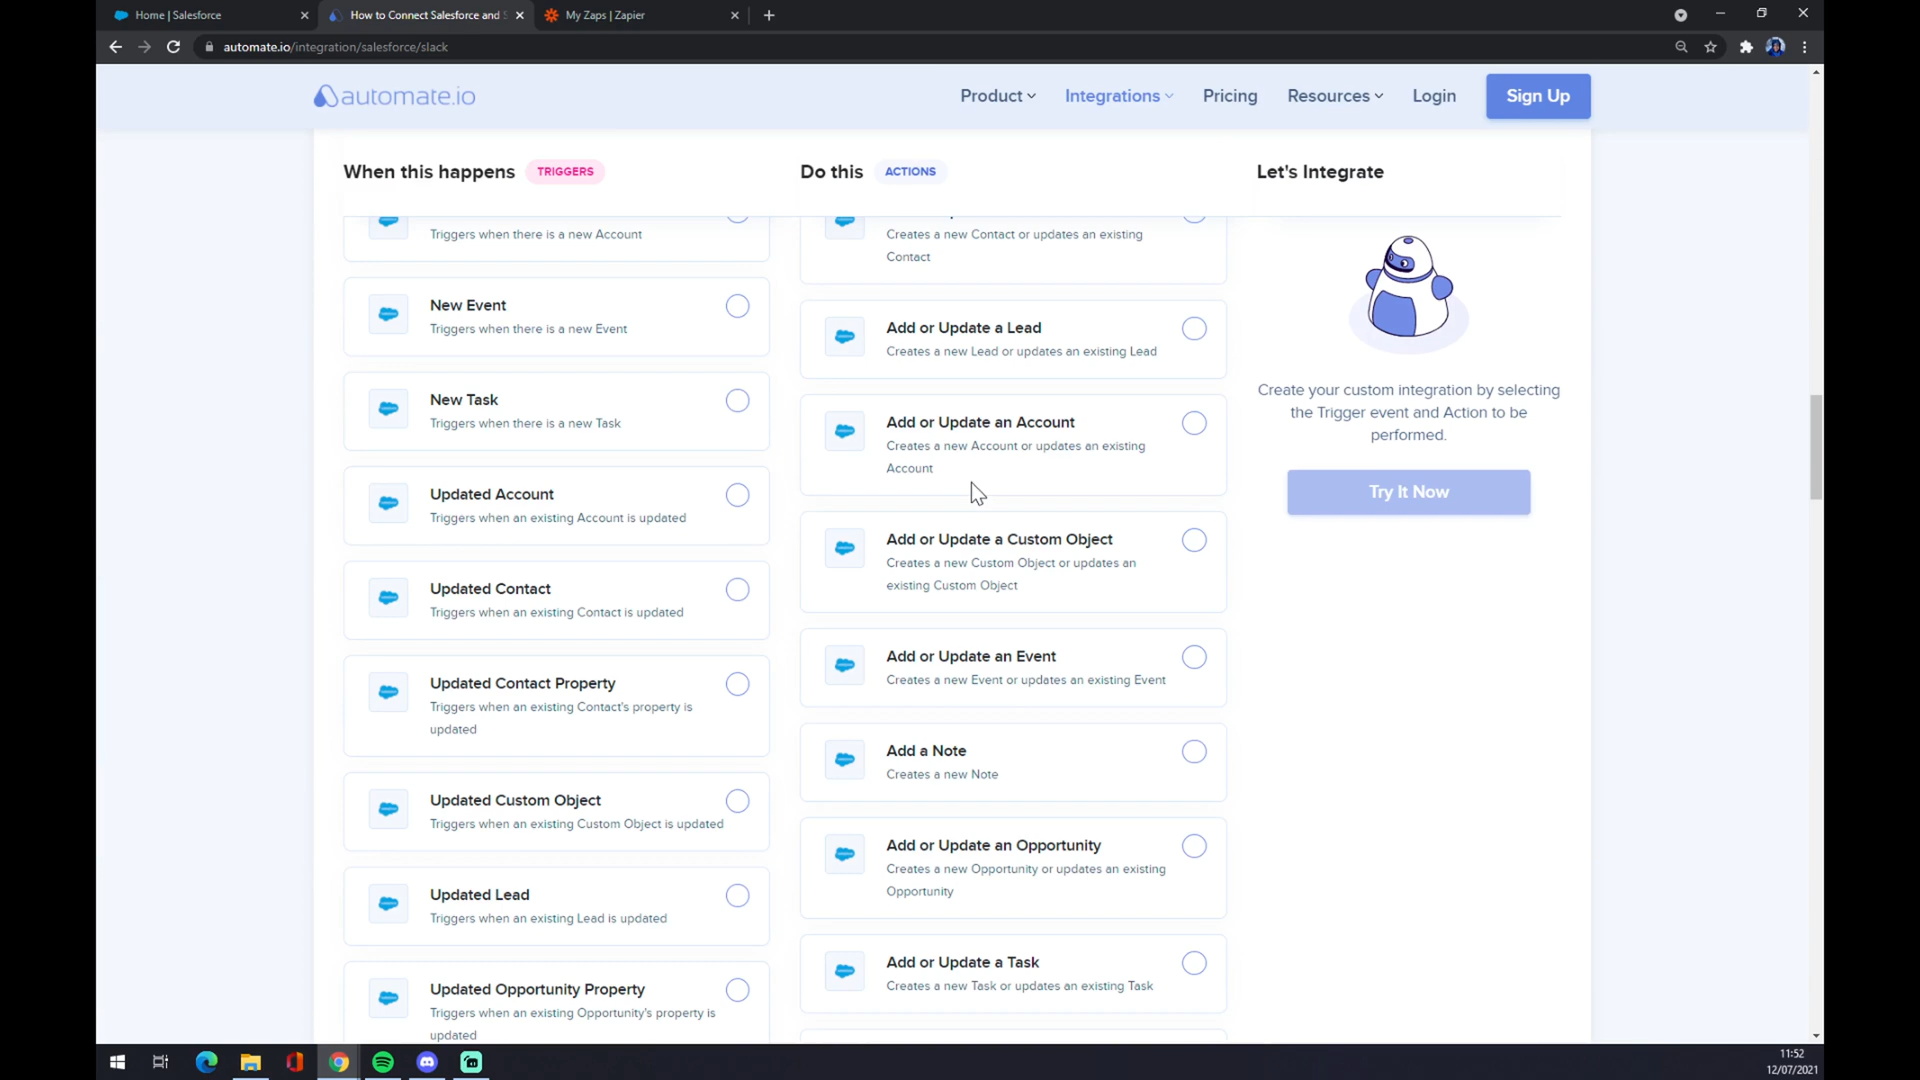 Home | Salesforce
How to Connect Salesforce and
My Zaps | Zapier
automate.io/integration/salesforce/slack
automate.io
Product
Integrations
Pricing
Resources
Login
Sign Up
When this happens TRIGGERS
Do this ACTIONS
Let's Integrate
Triggers when there is a new Account
New Event
Triggers when there is a new Event
New Task
Triggers when there is a new Task
Updated Account
Triggers when an existing Account is updated
Updated Contact
Triggers when an existing Contact is updated
Updated Contact Property
Triggers when an existing Contact's property is
updated
Updated Custom Object
Triggers when an existing Custom Object is updated
Updated Lead
Triggers when an existing Lead is updated
Updated Opportunity Property
Triggers when an existing Opportunity's property is
updated
Creates a new Contact or updates an existing
Contact
Add or Update a Lead
Creates a new Lead or updates an existing Lead
Add or Update an Account
Creates a new Account or updates an existing
Account
Add or Update a Custom Object
Creates a new Custom Object or updates an
existing Custom Object
Add or Update an Event
Creates a new Event or updates an existing Event
Add a Note
Creates a new Note
Add or Update an Opportunity
Creates a new Opportunity or updates an existing
Opportunity
Add or Update a Task
Creates a new Task or updates an existing Task
Create your custom integration by selecting
the Trigger event and Action to be
performed.
Try It Now
11:52
12/07/2021